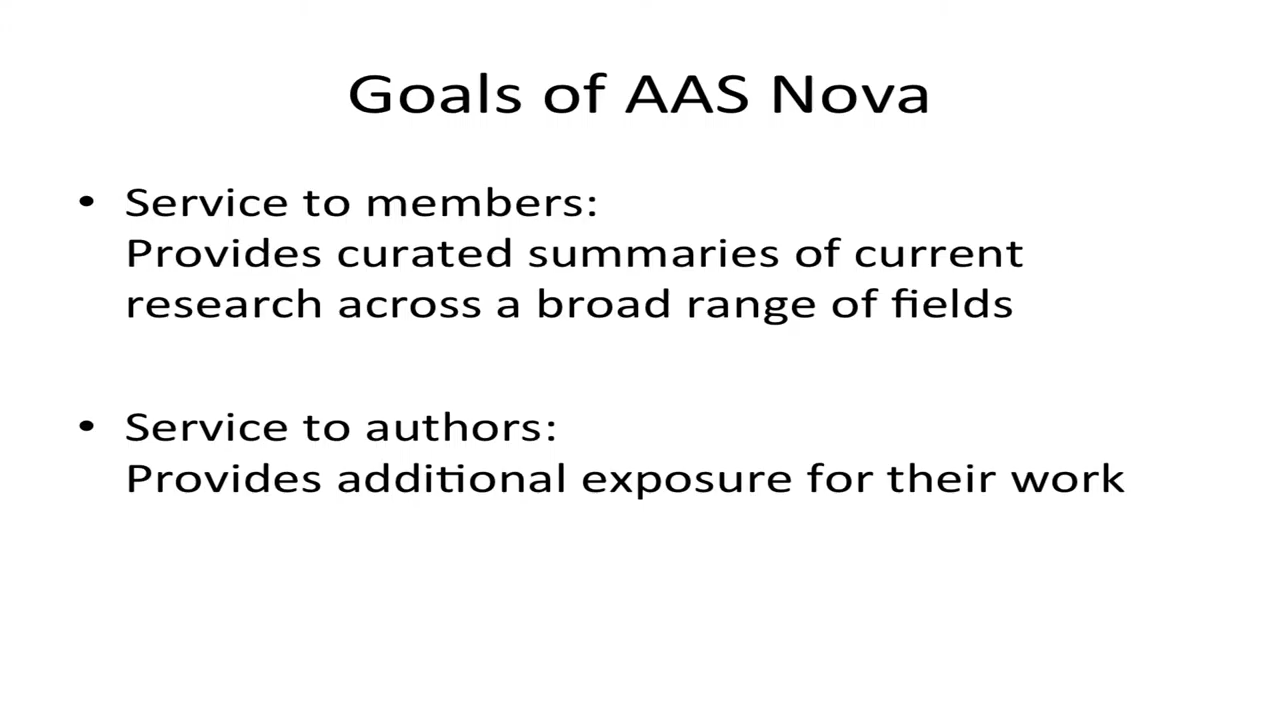 Goals of AAS Nova
• Service to members:
Provides curated summaries of current
research across a broad range of fields
• Service to authors:
Provides additional exposure for their work